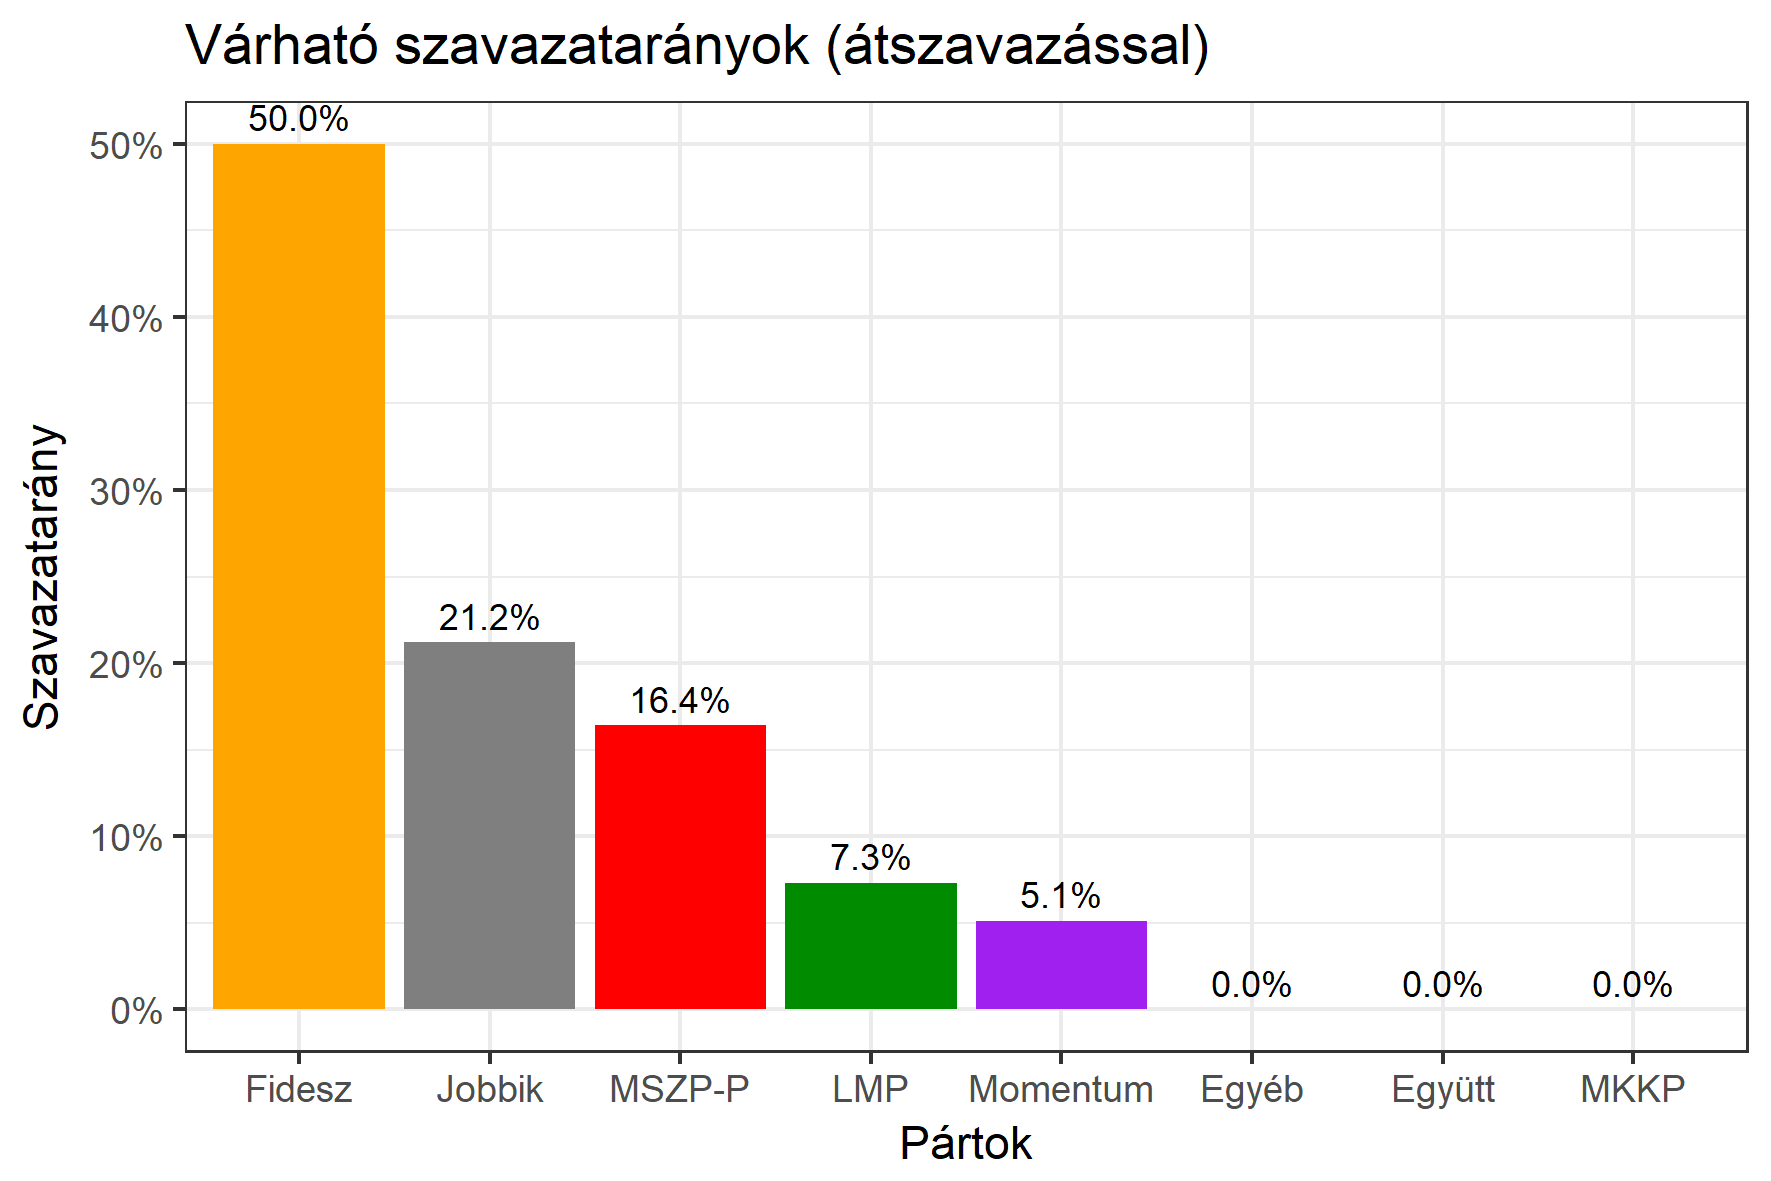 Várható szavazatarányok (átszavazással)
50.0%
50%
40%
30%
21.2%
20%
16.4%
10%
7.3%
5.1%
0.0% 0.0% 0.0%
0%
Szavazatarány
Fidesz Jobbik MSZP-P LMP Momentum Egyéb Együtt MKKP
Pártok